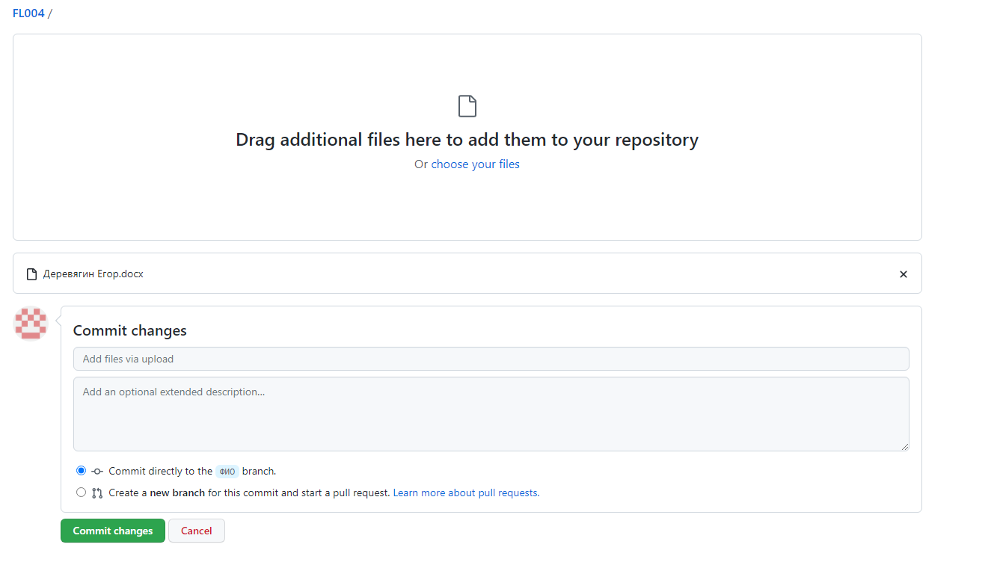 FL004 /
Drag additional files here to add them to your repository
Or choose your files
Деревягин Егор.docx
Commit changes
Add files via upload
Add an optional extended description...
Commit directly to the ФИО branch.
Create a new branch for this commit and start a pull request. Learn more about pull requests.
Commit changes Cancel